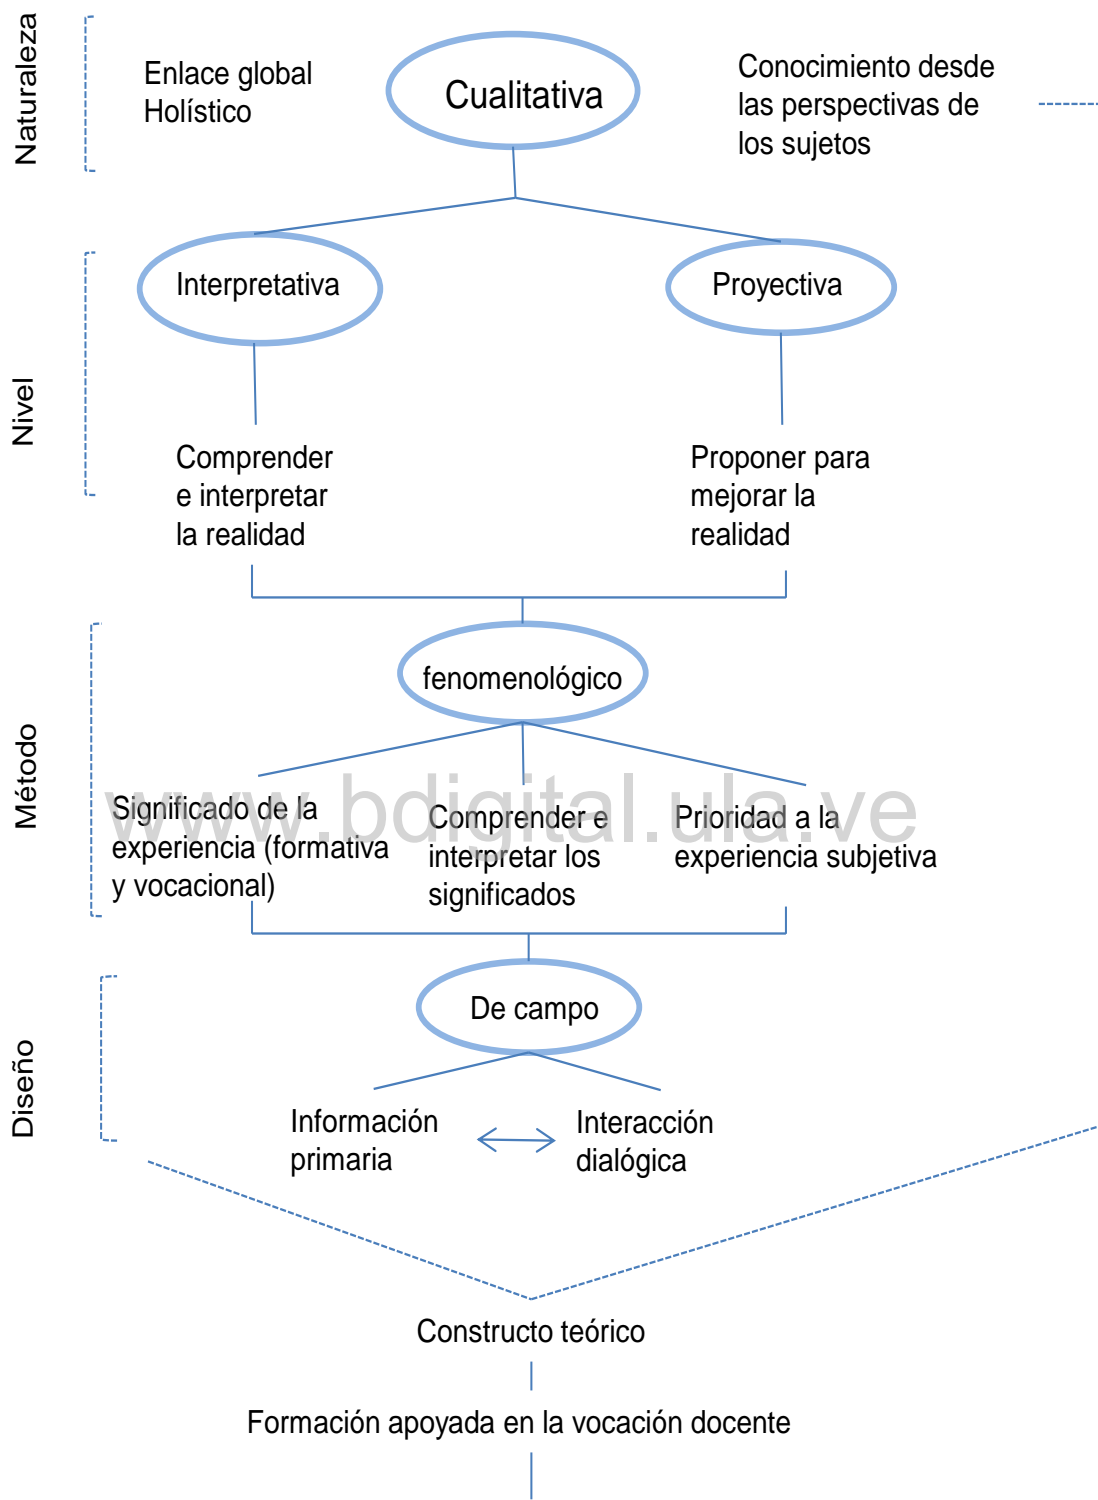 Naturaleza
Enlace global
Holístico
Cualitativa
Conocimiento desde
las perspectivas de
los sujetos
Nivel
Interpretativa
Proyectiva
Comprender
e interpretar
la realidad
Proponer para
mejorar la
realidad
Método
fenomenológico
Significado de la
experiencia (formativa
y vocacional)
Comprender e
interpretar los
significados
Prioridad a la
experiencia subjetiva
www.bdigital.ula.ve
Diseño
De campo
Información
primaria
Interacción
dialógica
Constructo teórico
Formación apoyada en la vocación docente